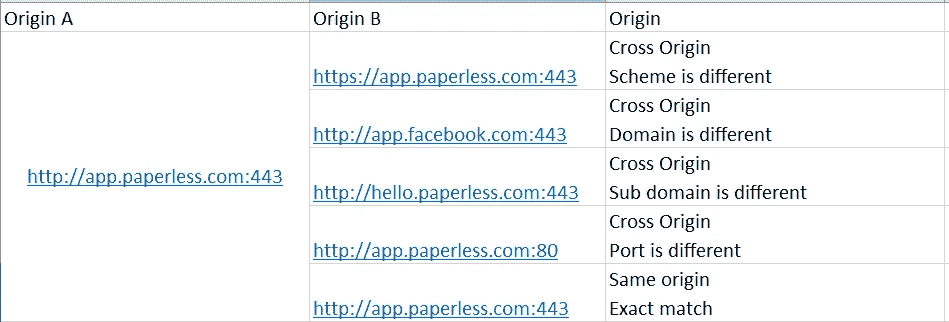 Origin A Origin B Origin
Cross Origin
https://app.paperless.com:443 Scheme is different
Cross Origin
http://app.facebook.com:443 Domain is different
Cross Origin
http://app.paperless.com:443
http://hello.paperless.com:443 Sub domain is different
Cross Origin
http://app.paperless.com:80 Port is different
Same origin
http://app.paperless.com:443 Exact match